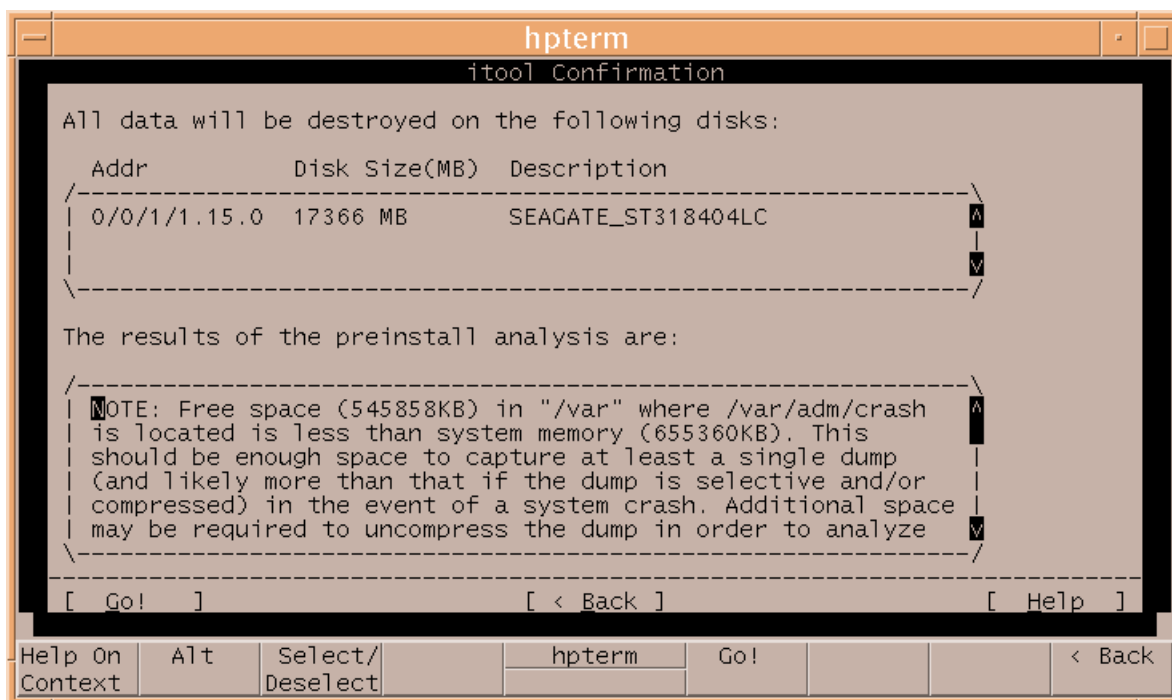 hpterm
itool Confirmation
All data will be destroyed on the following disks:
Addr Disk Size(MB) Description
0/0/1/1.15.0 17366 MB SEAGATE_ST318404LC
The results of the preinstall analysis are:
NOTE: Free space (545858KB) in "/var" where /var/adm/crash
is located is less than system memory (655360KB). This
should be enough space to capture at least a single dump
(and likely more than that if the dump is selective and/or
compressed) in the event of a system crash. Additional space
may be required to uncompress the dump in order to analyze
[ Go! ] [ < Back ] [ Help ]
Help On Context Alt Select/Deselect hpterm Go! < Back